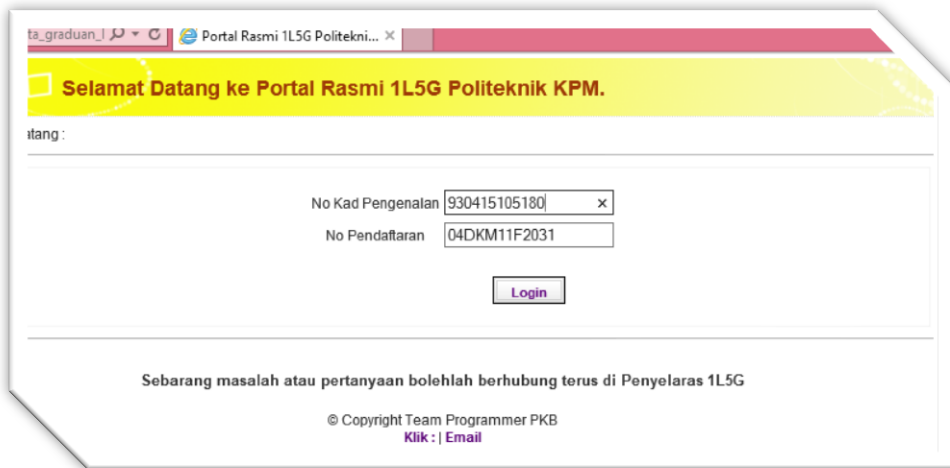 ta_graduan_l
Portal Rasmi 1L5G Politekni... ×
Selamat Datang ke Portal Rasmi 1L5G Politeknik KPM.
atang :
No Kad Pengenalan 930415105180 ×
No Pendaftaran 04DKM11F2031
Login
Sebarang masalah atau pertanyaan bolehlah berhubung terus di Penyelaras 1L5G
© Copyright Team Programmer PKB
Klik : | Email